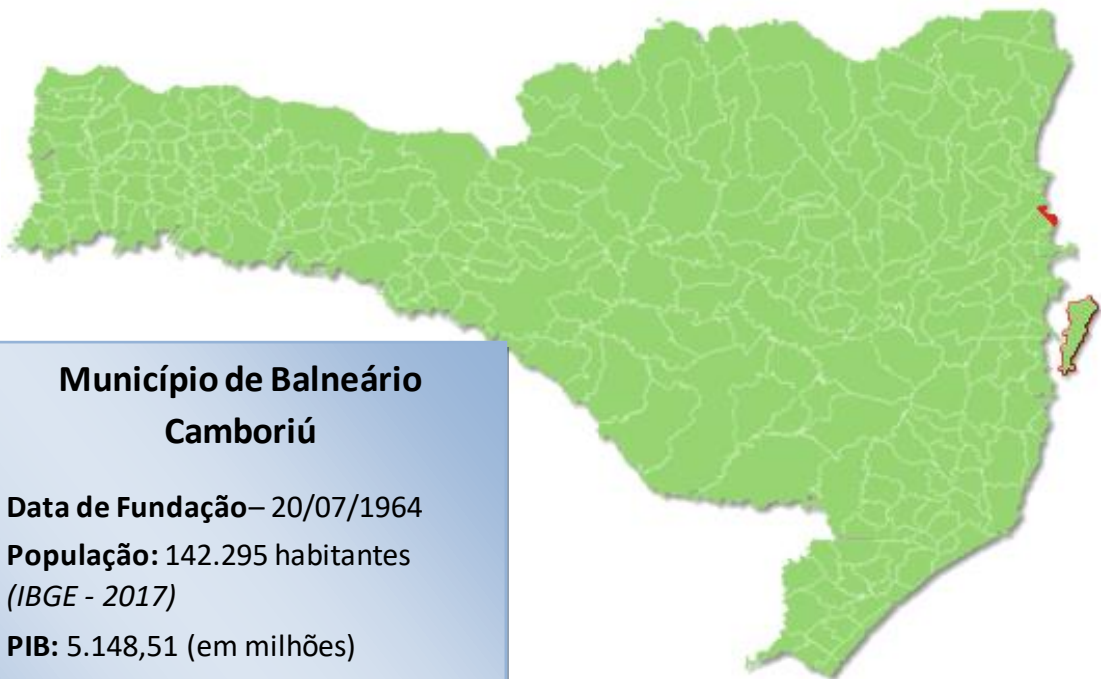 Município de Balneário
Camboriú
Data de Fundação– 20/07/1964
População: 142.295 habitantes
(IBGE - 2017)
PIB: 5.148,51 (em milhões)